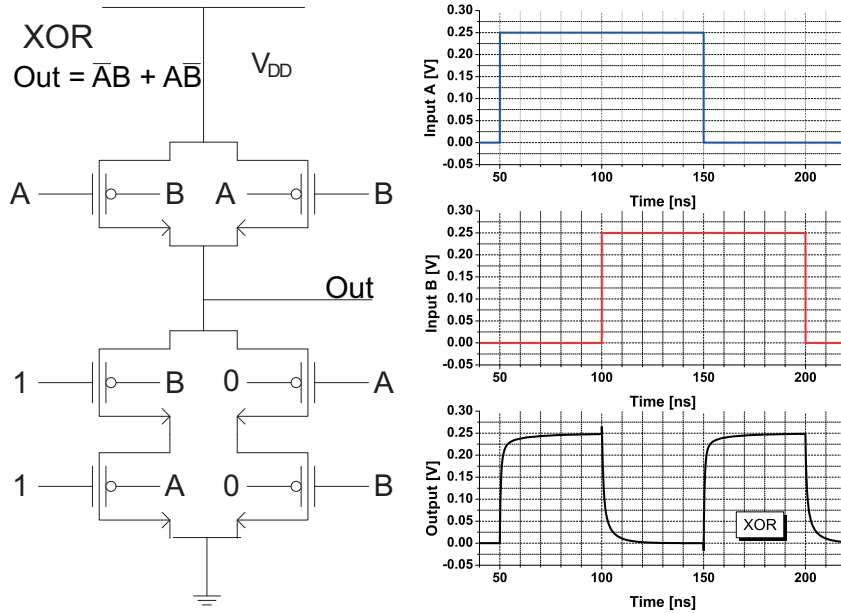 XOR
Out = A̅B + AB̅
V_DD
A
B
A
B
Out
1
B
0
A
1
A
0
B
0.30
0.25
0.20
0.15
0.10
0.05
0.00
-0.05
Input A [V]
50
100
150
200
Time [ns]
0.30
0.25
0.20
0.15
0.10
0.05
0.00
-0.05
Input B [V]
50
100
150
200
Time [ns]
0.30
0.25
0.20
0.15
0.10
0.05
0.00
-0.05
Output [V]
XOR
50
100
150
200
Time [ns]